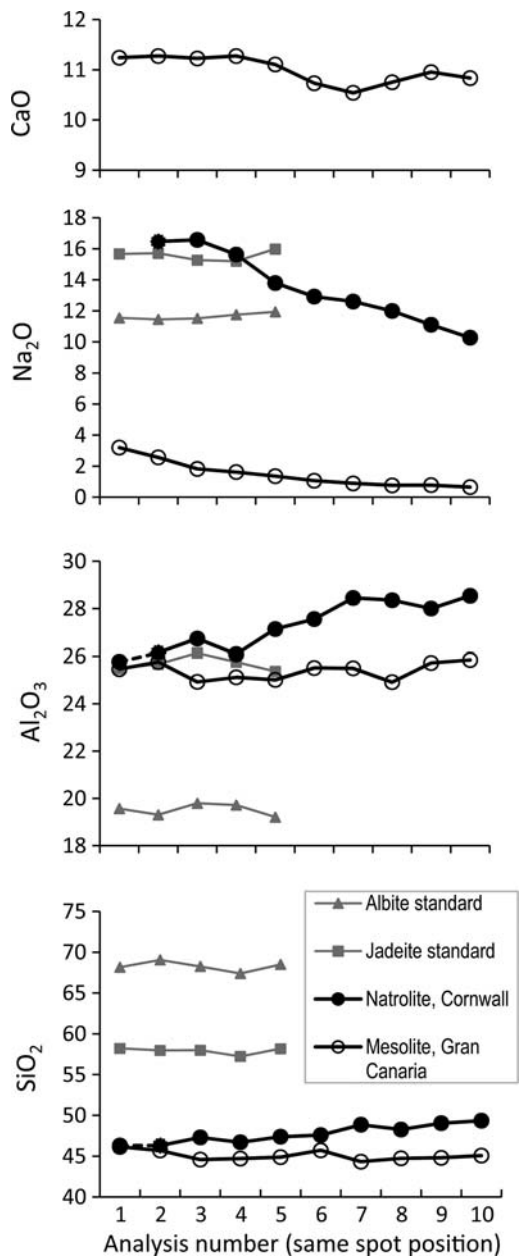 12
11
10
9
CaO
18
16
14
12
10
8
6
4
2
0
Na₂O
30
28
26
24
22
20
18
Al₂O₃
75
70
65
60
55
50
45
40
SiO₂
Albite standard
Jadeite standard
Natrolite, Cornwall
Mesolite, Gran
Canaria
1 2 3 4 5 6 7 8 9 10
Analysis number (same spot position)